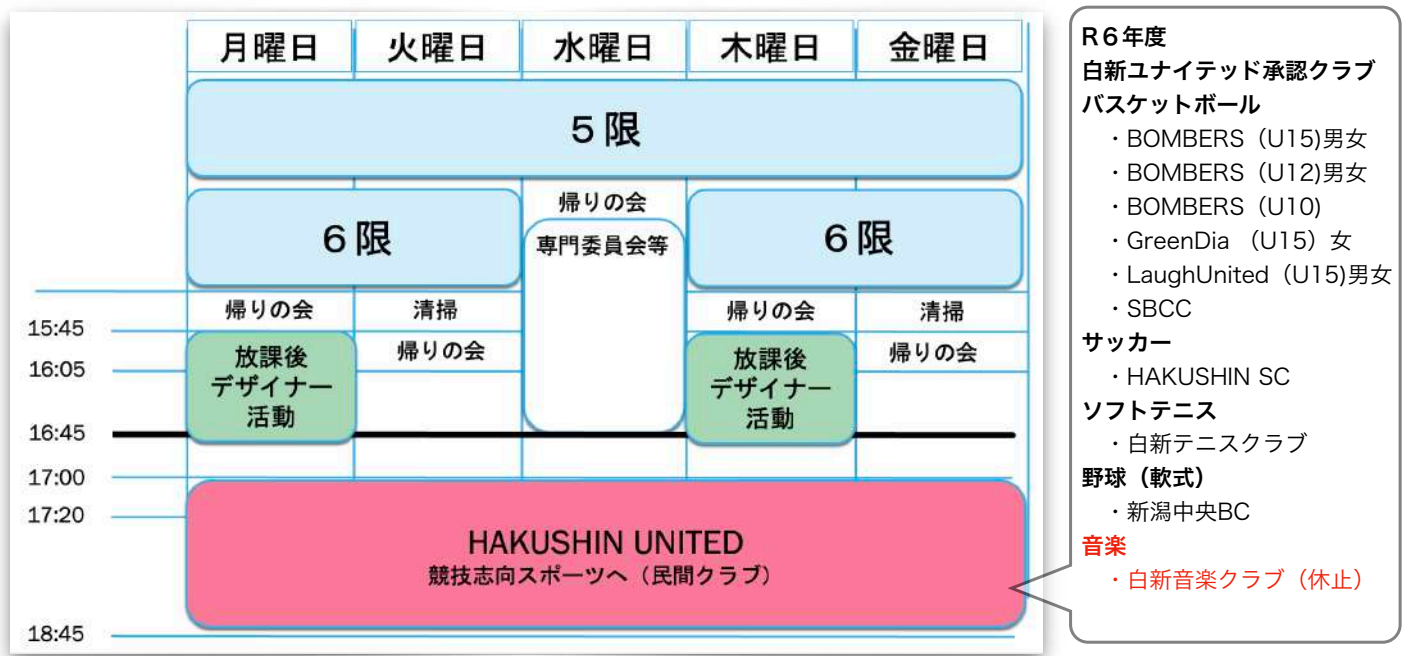 月曜日 火曜日 水曜日 木曜日 金曜日
5限
6限
帰りの会
専門委員会等
6限
帰りの会 清掃 帰りの会 清掃
15:45
放課後
デザイナー
活動
帰りの会
放課後
デザイナー
活動
帰りの会
16:05
16:45
17:00
17:20
HAKUSHIN UNITED
競技志向スポーツへ（民間クラブ）
18:45
R６年度
白新ユナイテッド承認クラブ
バスケットボール
・BOMBERS（U15)男女
・BOMBERS（U12)男女
・BOMBERS（U10)
・GreenDia （U15）女
・LaughUnited（U15)男女
・SBCC
サッカー
・HAKUSHIN SC
ソフトテニス
・白新テニスクラブ
野球（軟式）
・新潟中央BC
音楽
・白新音楽クラブ（休止）